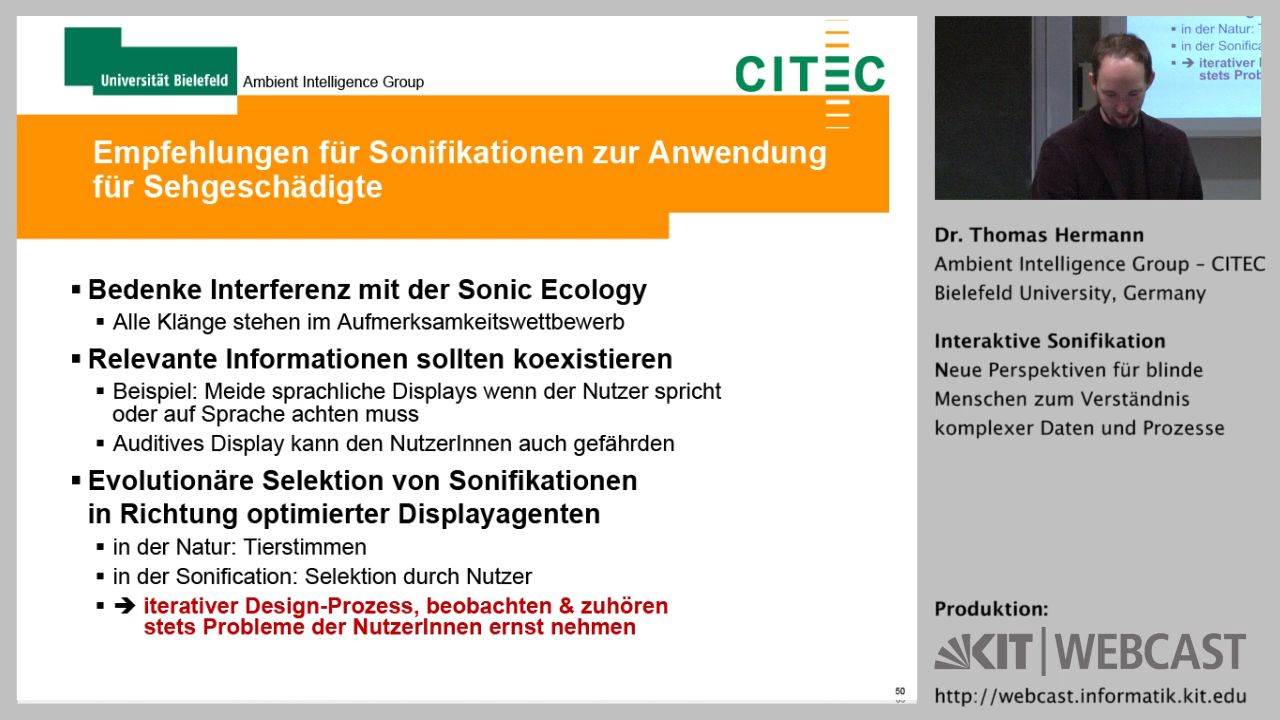 Universität Bielefeld
Ambient Intelligence Group
CITEC
Empfehlungen für Sonifikationen zur Anwendung
für Sehgeschädigte
▪ Bedenke Interferenz mit der Sonic Ecology
▪ Alle Klänge stehen im Aufmerksamkeitswettbewerb
▪ Relevante Informationen sollten koexistieren
▪ Beispiel: Meide sprachliche Displays wenn der Nutzer spricht
oder auf Sprache achten muss
▪ Auditives Display kann den NutzerInnen auch gefährden
▪ Evolutionäre Selektion von Sonifikationen
in Richtung optimierter Displayagenten
▪ in der Natur: Tierstimmen
▪ in der Sonification: Selektion durch Nutzer
▪ ➔ iterativer Design-Prozess, beobachten & zuhören
stets Probleme der NutzerInnen ernst nehmen
50
▪ in der Natur:
▪ in der Sonifica
▪ ➔ iterativer
stets Prob
Dr. Thomas Hermann
Ambient Intelligence Group – CITEC
Bielefeld University, Germany
Interaktive Sonifikation
Neue Perspektiven für blinde
Menschen zum Verständnis
komplexer Daten und Prozesse
Produktion:
KIT WEBCAST
http://webcast.informatik.kit.edu